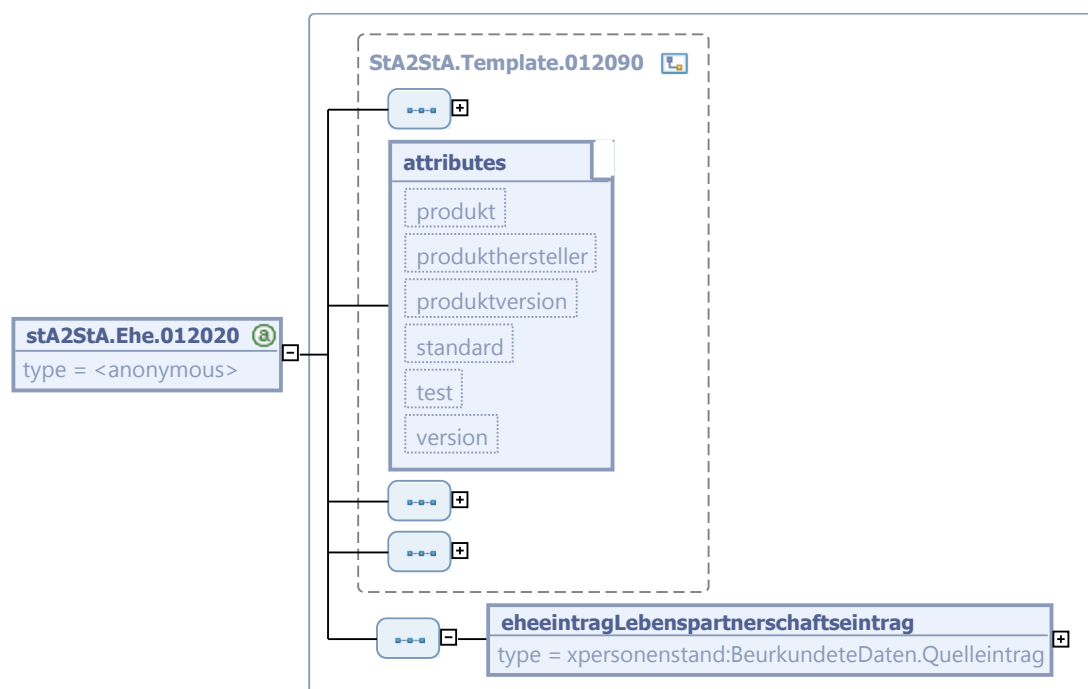 StA2StA.Template.012090
attributes
produkt
produkthersteller
produktversion
standard
test
version
stA2StA.Ehe.012020 @
type = <anonymous>
eheeintragLebenspartnerschaftseintrag
type = xpersonenstand:BeurkundeteDaten.Quelleintrag